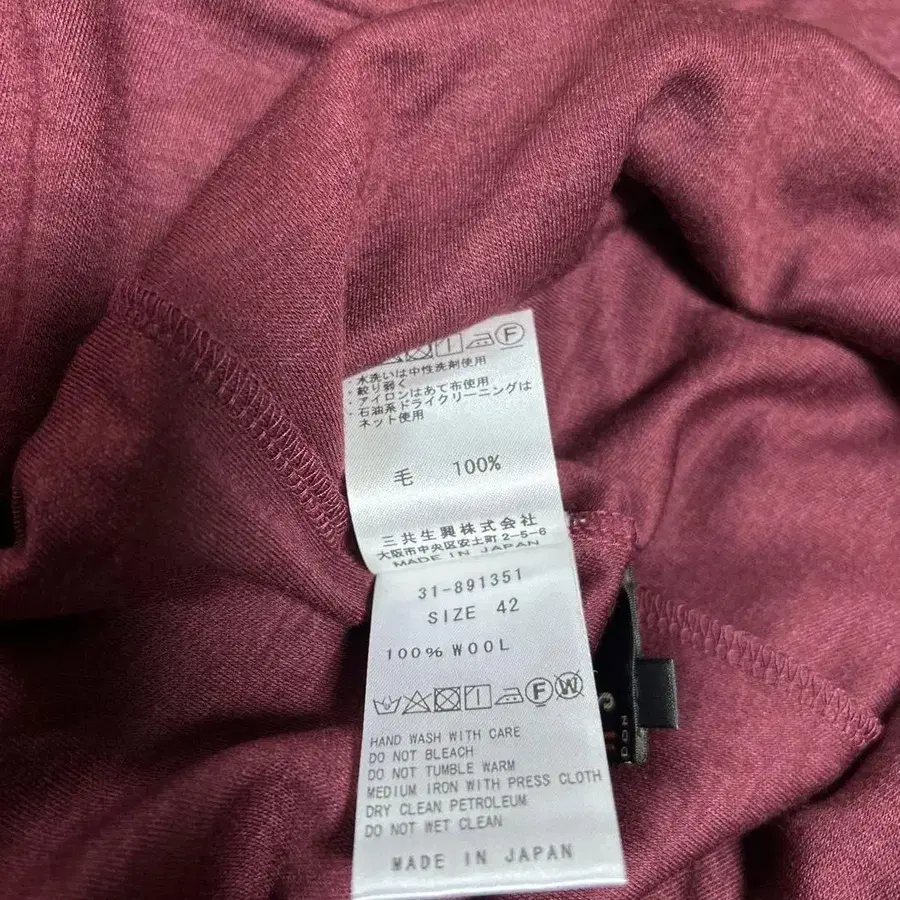 F
・水洗いは中性洗剤使用
・絞り弱く
・アイロンはあて布使用
・石油系ドライクリーニングは
ネット使用
毛 100%
三共生興株式会社
大阪市中央区安土町2-5-6
MADE IN JAPAN
31-891351
SIZE 42
100% WOOL
F W
HAND WASH WITH CARE
DO NOT BLEACH
DO NOT TUMBLE WARM
MEDIUM IRON WITH PRESS CLOTH
DRY CLEAN PETROLEUM
DO NOT WET CLEAN
MADE IN JAPAN
DON